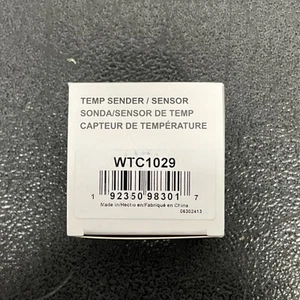 TEMP SENDER / SENSOR
SONDA/SENSOR DE TEMP
CAPTEUR DE TEMPÉRATURE
WTC1029
1 92350 98301 7
Made in/Hecho en/Fabriqué en China
06302413